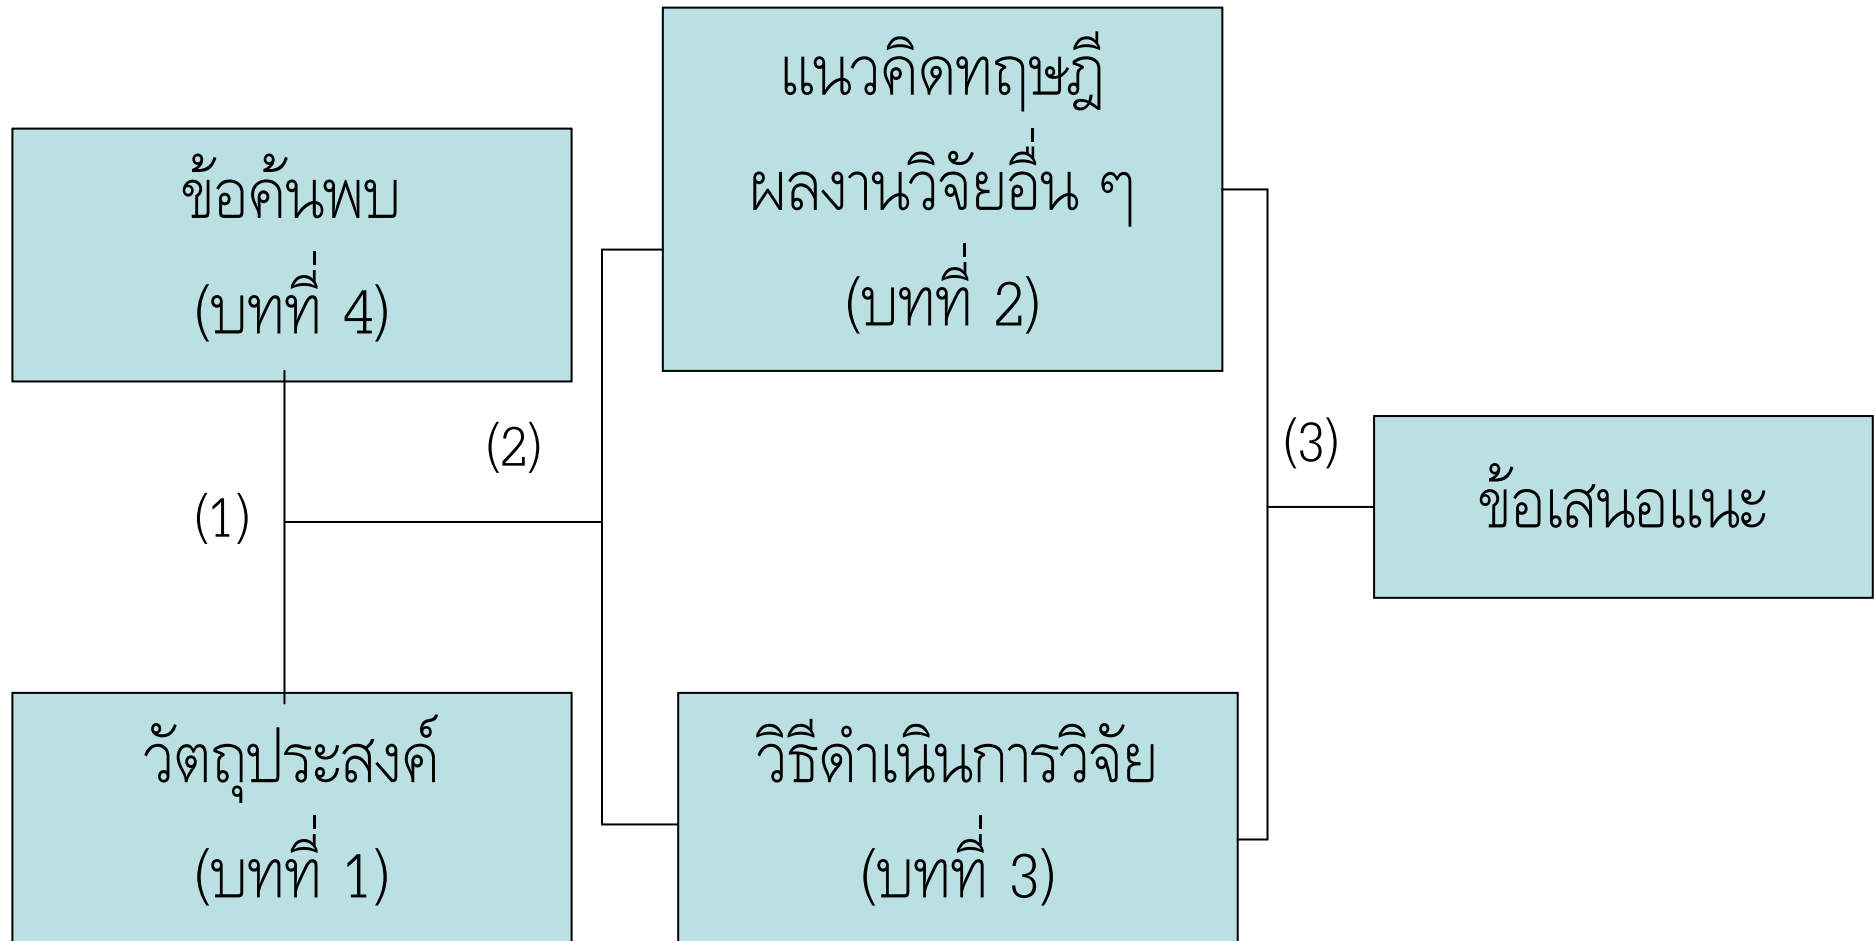 แนวคิดทฤษฎี
ผลงานวิจัยอื่น ๆ
(บทที่ 2)
ข้อค้นพบ
(บทที่ 4)
(2)
(3)
(1)
ข้อเสนอแนะ
วัตถุประสงค์
(บทที่ 1)
วิธีดำเนินการวิจัย
(บทที่ 3)